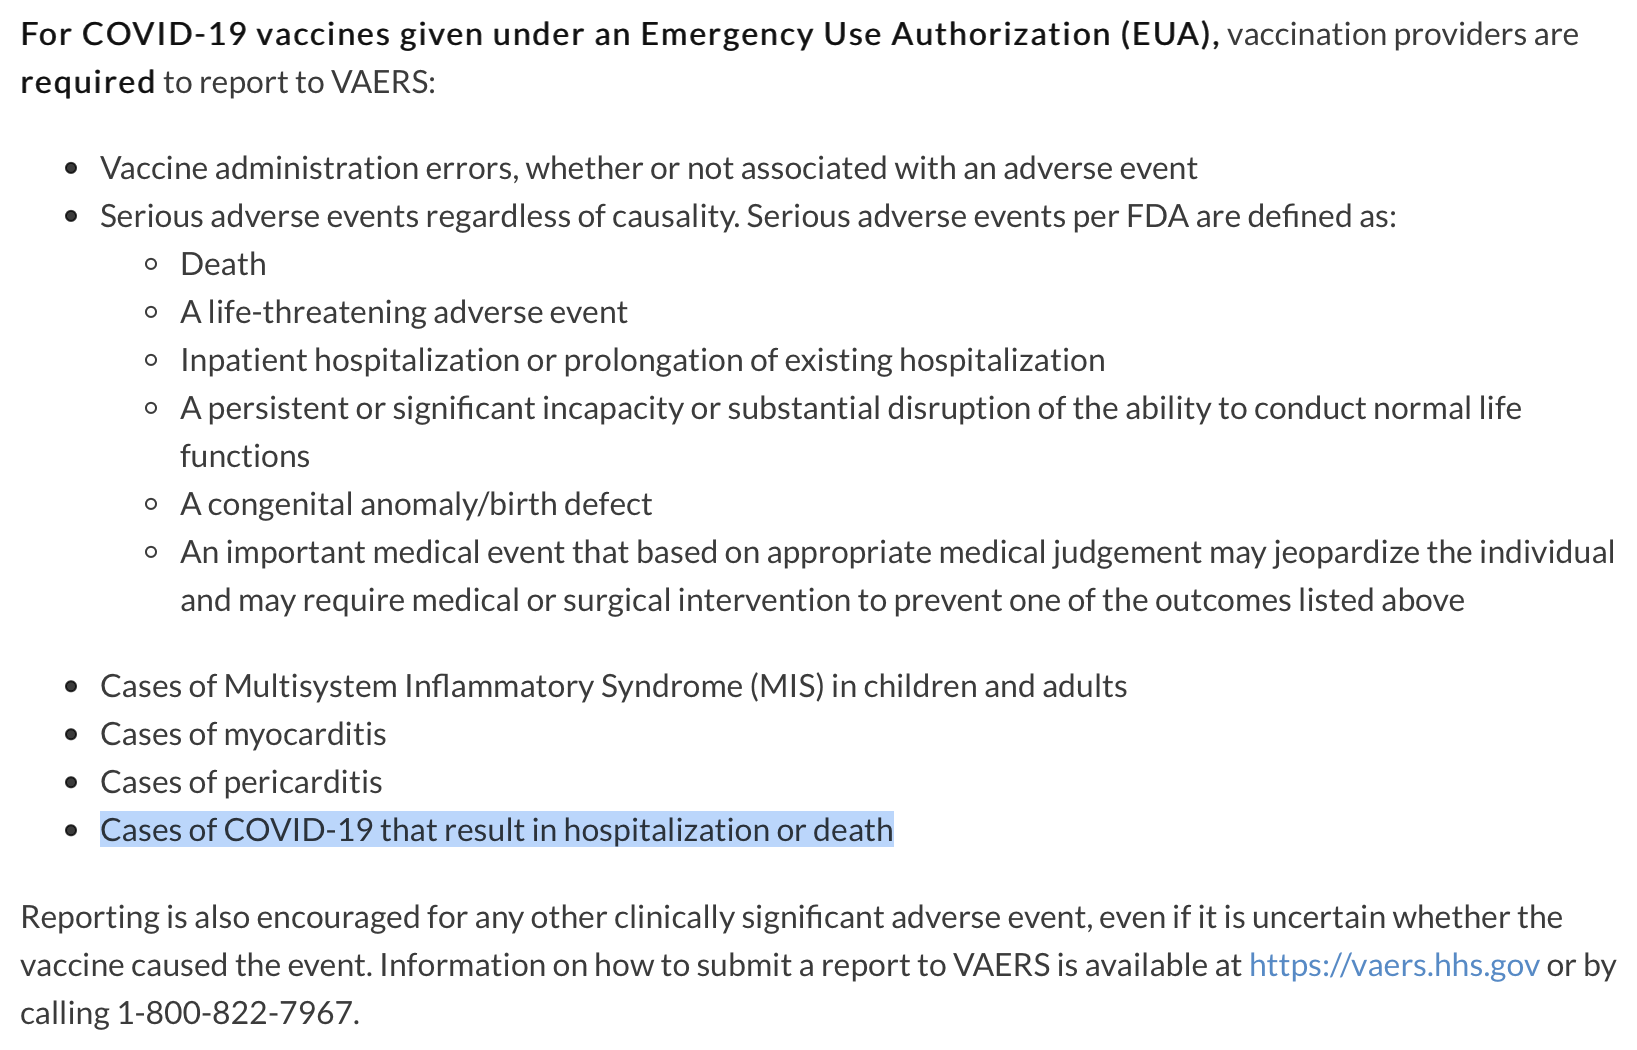 For COVID-19 vaccines given under an Emergency Use Authorization (EUA), vaccination providers are
required to report to VAERS:
Vaccine administration errors, whether or not associated with an adverse event
Serious adverse events regardless of causality. Serious adverse events per FDA are defined as:
Death
A life-threatening adverse event
Inpatient hospitalization or prolongation of existing hospitalization
A persistent or significant incapacity or substantial disruption of the ability to conduct normal life
functions
A congenital anomaly/birth defect
An important medical event that based on appropriate medical judgement may jeopardize the individual
and may require medical or surgical intervention to prevent one of the outcomes listed above
Cases of Multisystem Inflammatory Syndrome (MIS) in children and adults
Cases of myocarditis
Cases of pericarditis
Cases of COVID-19 that result in hospitalization or death
Reporting is also encouraged for any other clinically significant adverse event, even if it is uncertain whether the
vaccine caused the event. Information on how to submit a report to VAERS is available at https://vaers.hhs.gov or by
calling 1-800-822-7967.